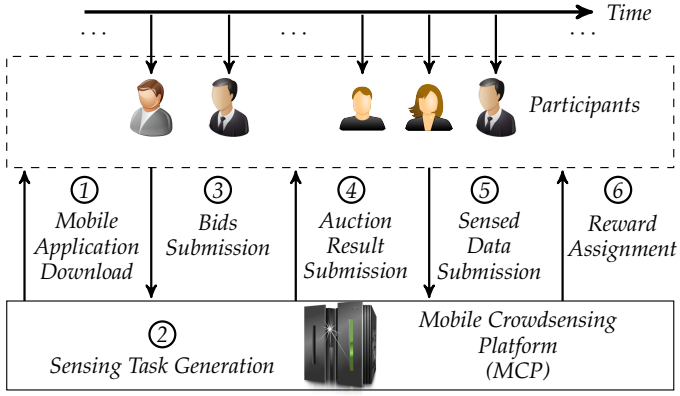 Time
. . .
. . .
. . .
Participants
1
Mobile
Application
Download
3
Bids
Submission
4
Auction
Result
Submission
5
Sensed
Data
Submission
6
Reward
Assignment
2
Sensing Task Generation
Mobile Crowdsensing
Platform
(MCP)